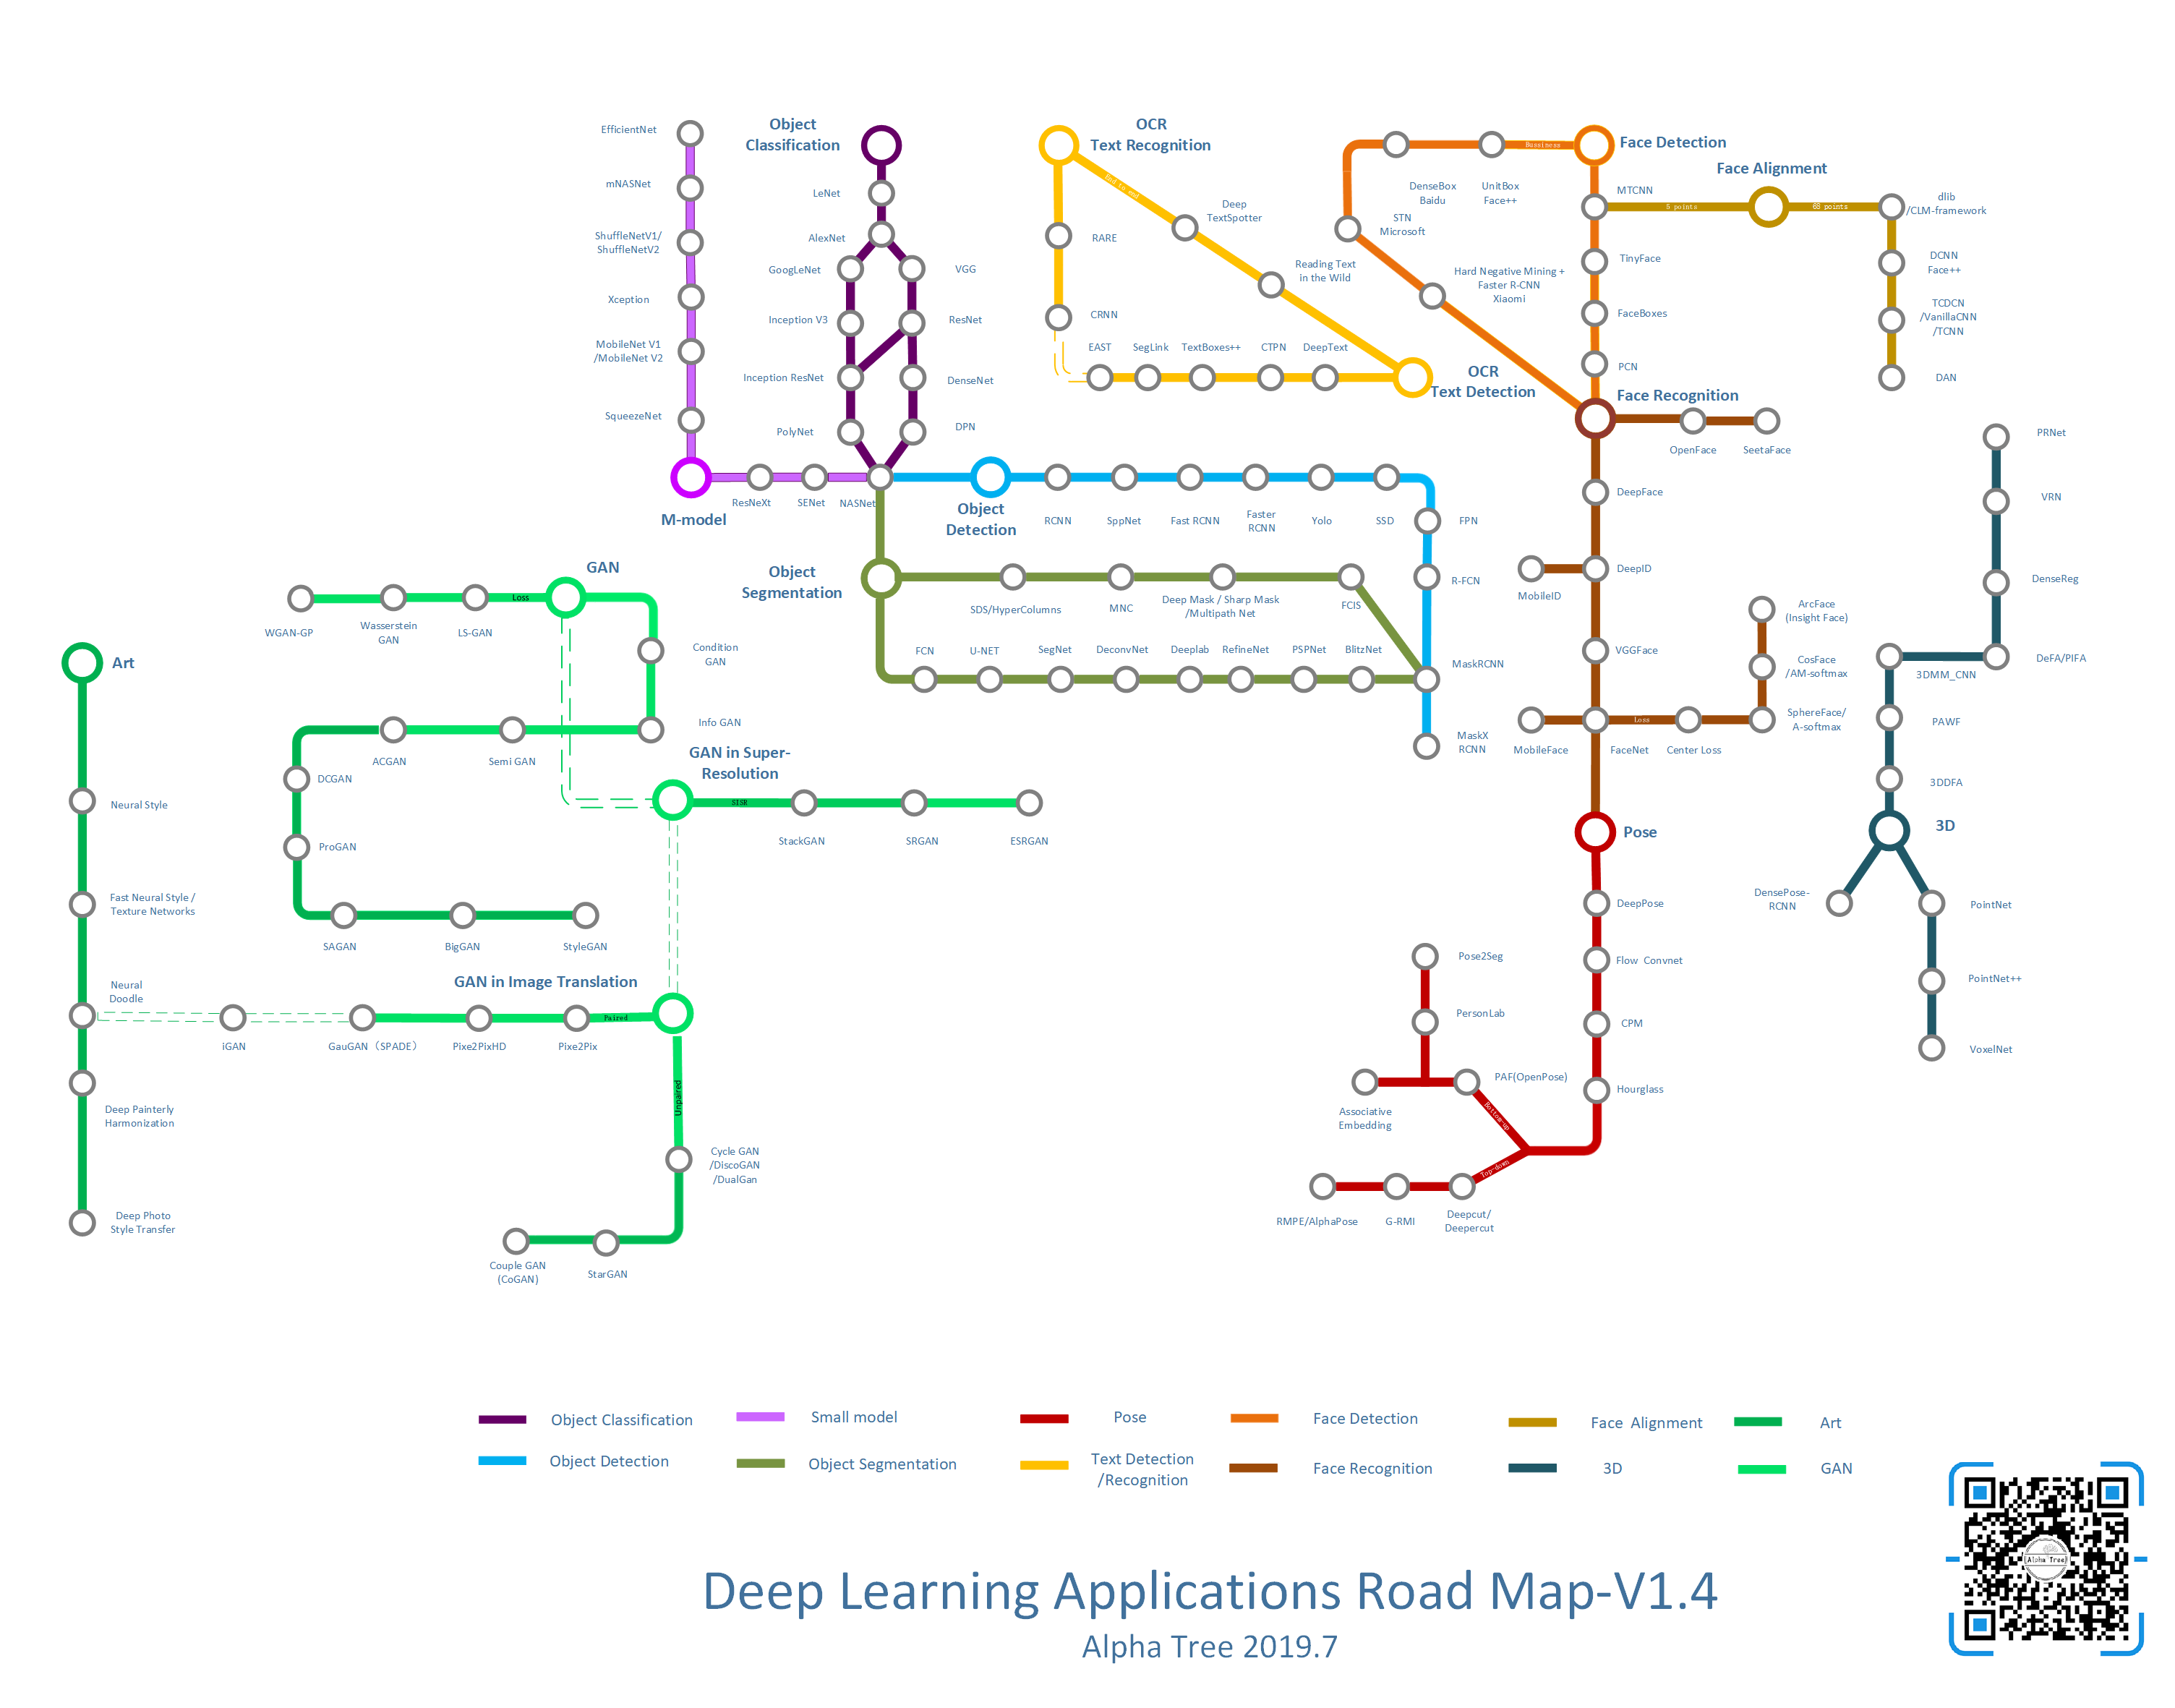 EfficientNet
mNASNet
ShuffleNetV1/
ShuffleNetV2
Xception
MobileNet V1
/MobileNet V2
SqueezeNet
M-model
ResNeXt
SENet
NASNet
Object
Classification
LeNet
AlexNet
GoogLeNet
VGG
Inception V3
ResNet
Inception ResNet
DenseNet
PolyNet
DPN
OCR
Text Recognition
End to end
Deep
TextSpotter
RARE
Reading Text
in the Wild
CRNN
EAST
SegLink
TextBoxes++
CTPN
DeepText
OCR
Text Detection
Face Detection
Bussiness
DenseBox
Baidu
UnitBox
Face++
STN
Microsoft
Hard Negative Mining +
Faster R-CNN
Xiaomi
MTCNN
TinyFace
FaceBoxes
PCN
Face Alignment
5 points
68 points
dlib
/CLM-framework
DCNN
Face++
TCDCN
/VanillaCNN
/TCNN
DAN
Face Recognition
OpenFace
SeetaFace
DeepFace
DeepID
MobileID
VGGFace
ArcFace
(Insight Face)
CosFace
/AM-softmax
SphereFace/
A-softmax
MobileFace
FaceNet
Loss
Center Loss
PRNet
VRN
DenseReg
DeFA/PIFA
3DMM_CNN
PAWF
3DDFA
3D
DensePose-
RCNN
PointNet
PointNet++
VoxelNet
Object
Detection
RCNN
SppNet
Fast RCNN
Faster
RCNN
Yolo
SSD
FPN
R-FCN
MaskRCNN
MaskX
RCNN
Object
Segmentation
SDS/HyperColumns
MNC
Deep Mask / Sharp Mask
/Multipath Net
FCIS
FCN
U-NET
SegNet
DeconvNet
Deeplab
RefineNet
PSPNet
BlitzNet
GAN
Loss
WGAN-GP
Wasserstein
GAN
LS-GAN
Condition
GAN
Info GAN
ACGAN
Semi GAN
DCGAN
ProGAN
SAGAN
BigGAN
StyleGAN
GAN in Super-
Resolution
SISR
StackGAN
SRGAN
ESRGAN
Art
Neural Style
Fast Neural Style /
Texture Networks
Neural
Doodle
Deep Painterly
Harmonization
Deep Photo
Style Transfer
GAN in Image Translation
iGAN
GauGAN（SPADE）
Pixe2PixHD
Pixe2Pix
Paired
Unpaired
Cycle GAN
/DiscoGAN
/DualGan
Couple GAN
(CoGAN)
StarGAN
Pose
DeepPose
Flow Convnet
CPM
Hourglass
Pose2Seg
PersonLab
PAF(OpenPose)
Associative
Embedding
Bottom-up
Top-down
RMPE/AlphaPose
G-RMI
Deepcut/
Deepercut
Object Classification
Small model
Pose
Face Detection
Face Alignment
Art
Object Detection
Object Segmentation
Text Detection
/Recognition
Face Recognition
3D
GAN
Deep Learning Applications Road Map-V1.4
Alpha Tree 2019.7
Alpha Tree